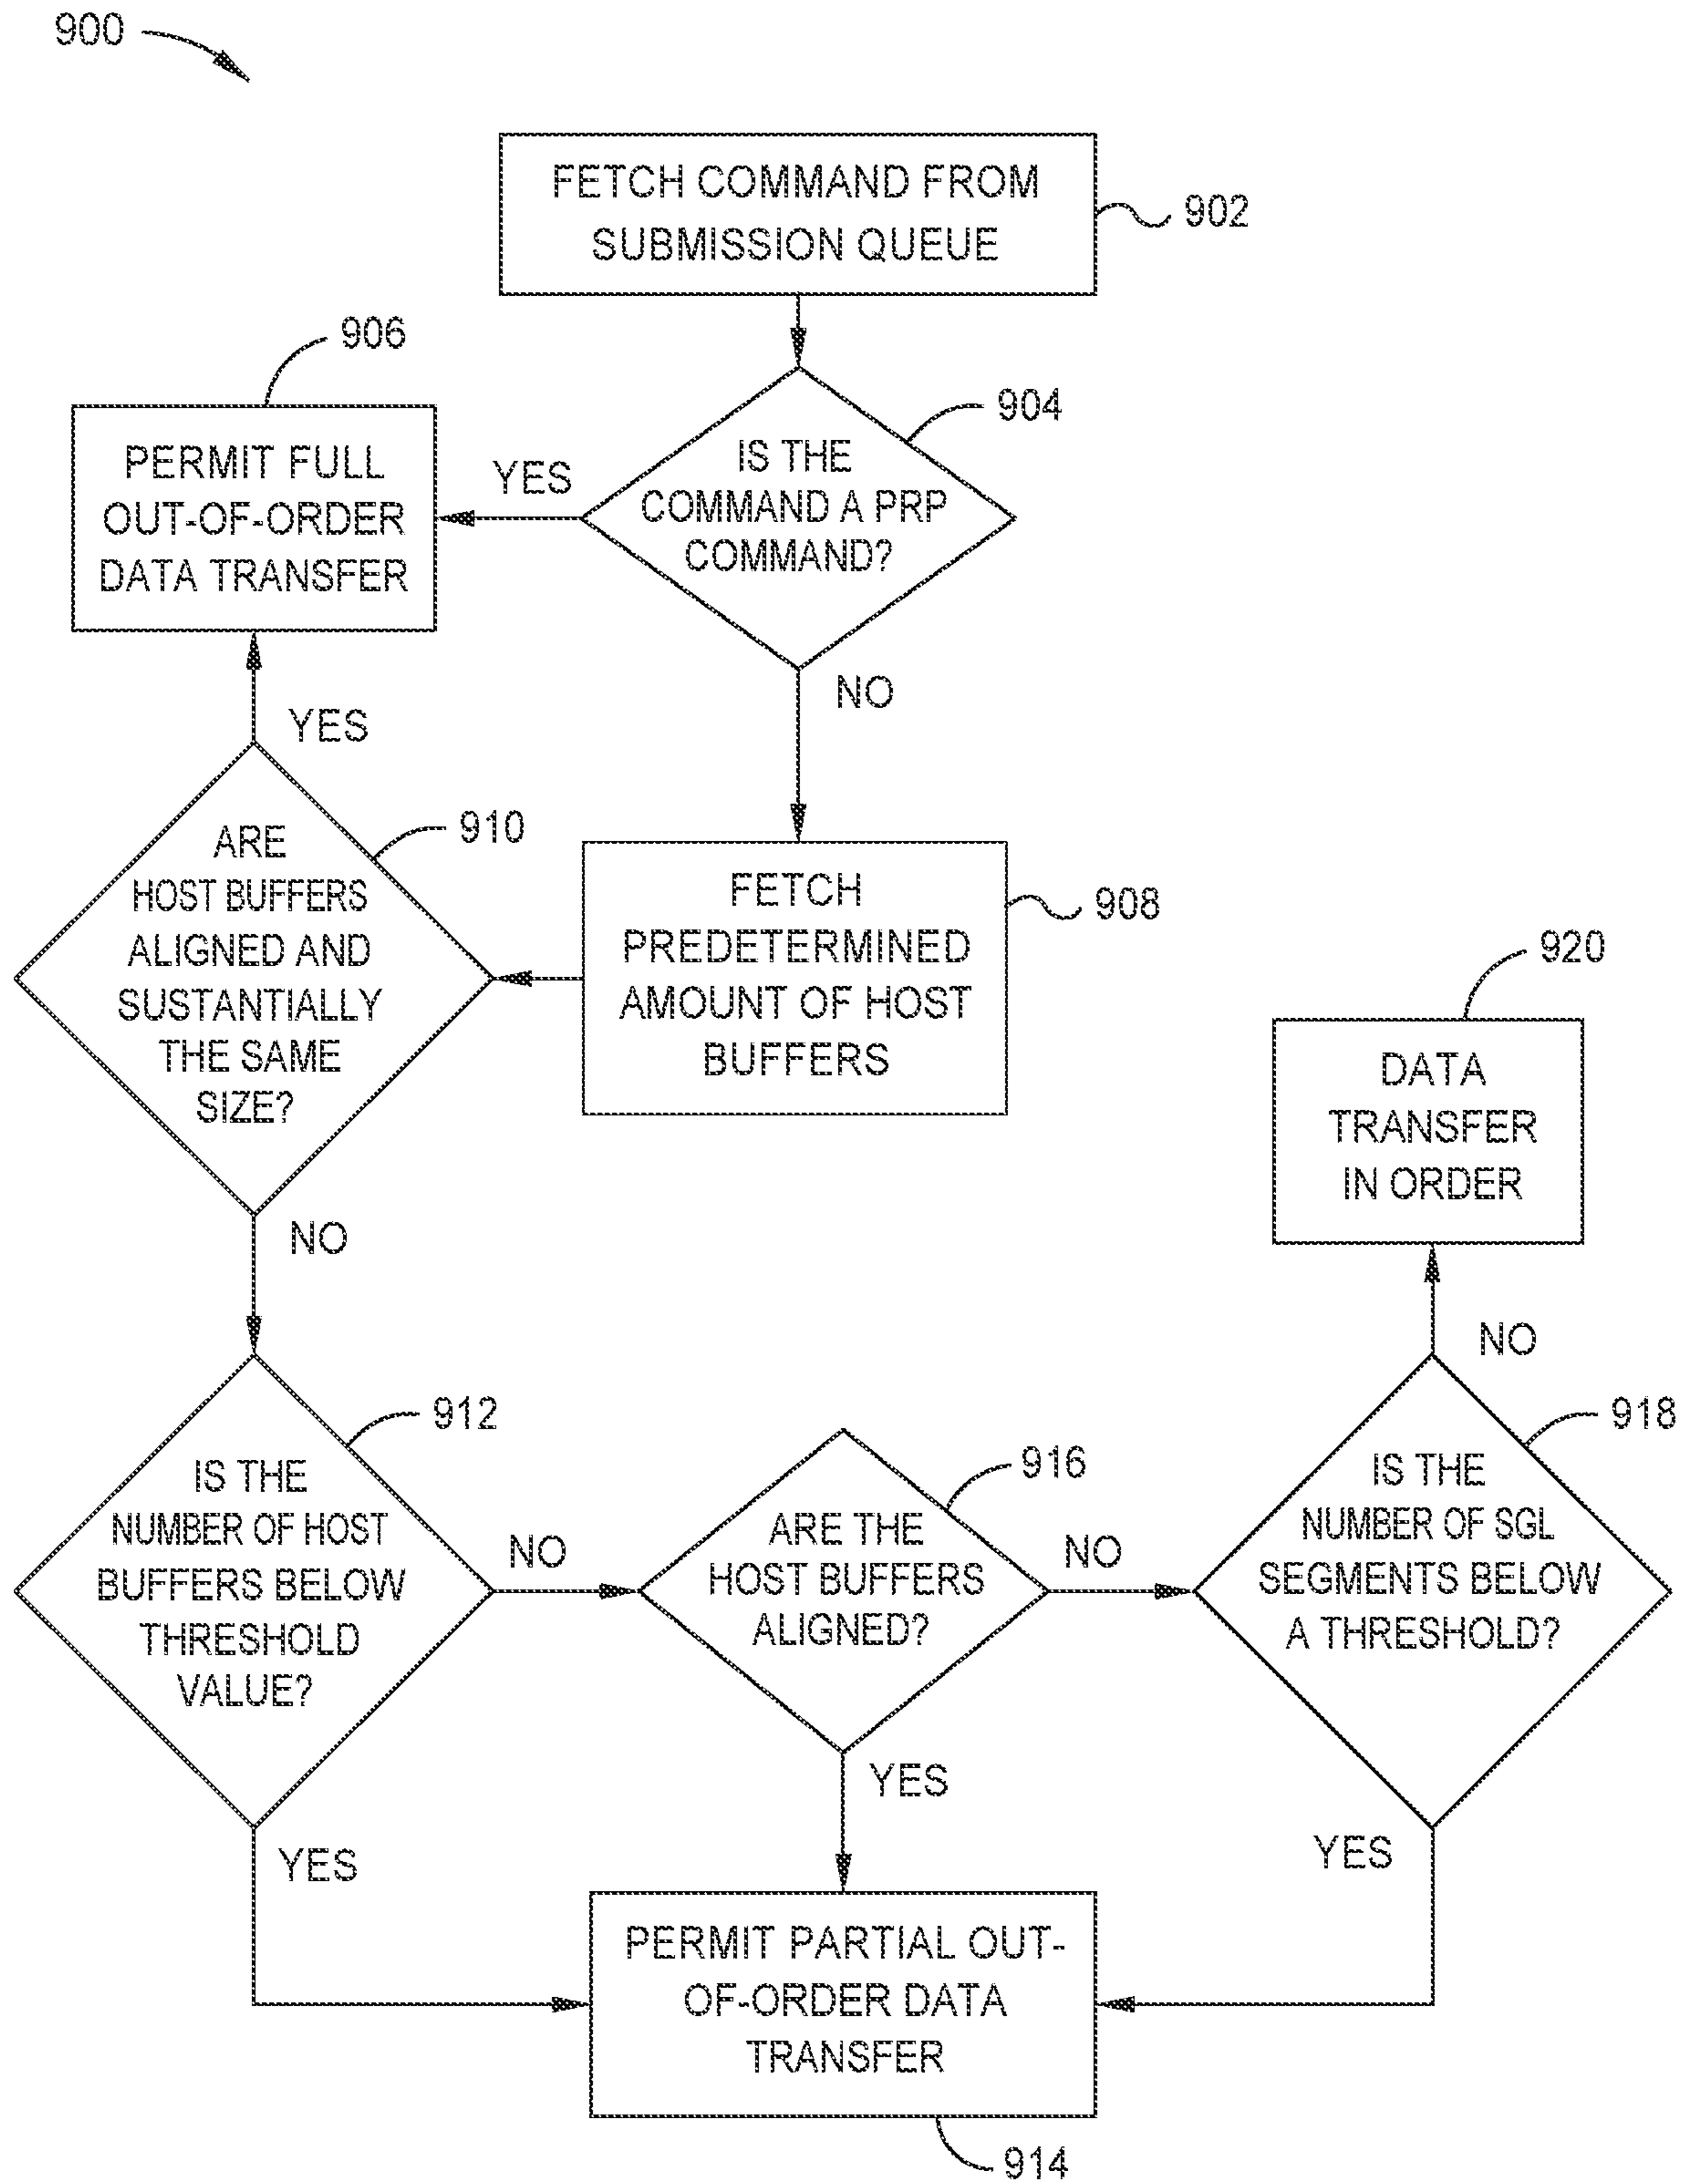 900
FETCH COMMAND FROM
SUBMISSION QUEUE
902
906
PERMIT FULL
OUT-OF-ORDER
DATA TRANSFER
YES
904
IS THE
COMMAND A PRP
COMMAND?
NO
YES
910
ARE
HOST BUFFERS
ALIGNED AND
SUSTANTIALLY
THE SAME
SIZE?
FETCH
PREDETERMINED
AMOUNT OF HOST
BUFFERS
908
920
DATA
TRANSFER
IN ORDER
NO
NO
912
IS THE
NUMBER OF HOST
BUFFERS BELOW
THRESHOLD
VALUE?
NO
916
ARE THE
HOST BUFFERS
ALIGNED?
NO
918
IS THE
NUMBER OF SGL
SEGMENTS BELOW
A THRESHOLD?
YES
YES
YES
PERMIT PARTIAL OUT-
OF-ORDER DATA
TRANSFER
914